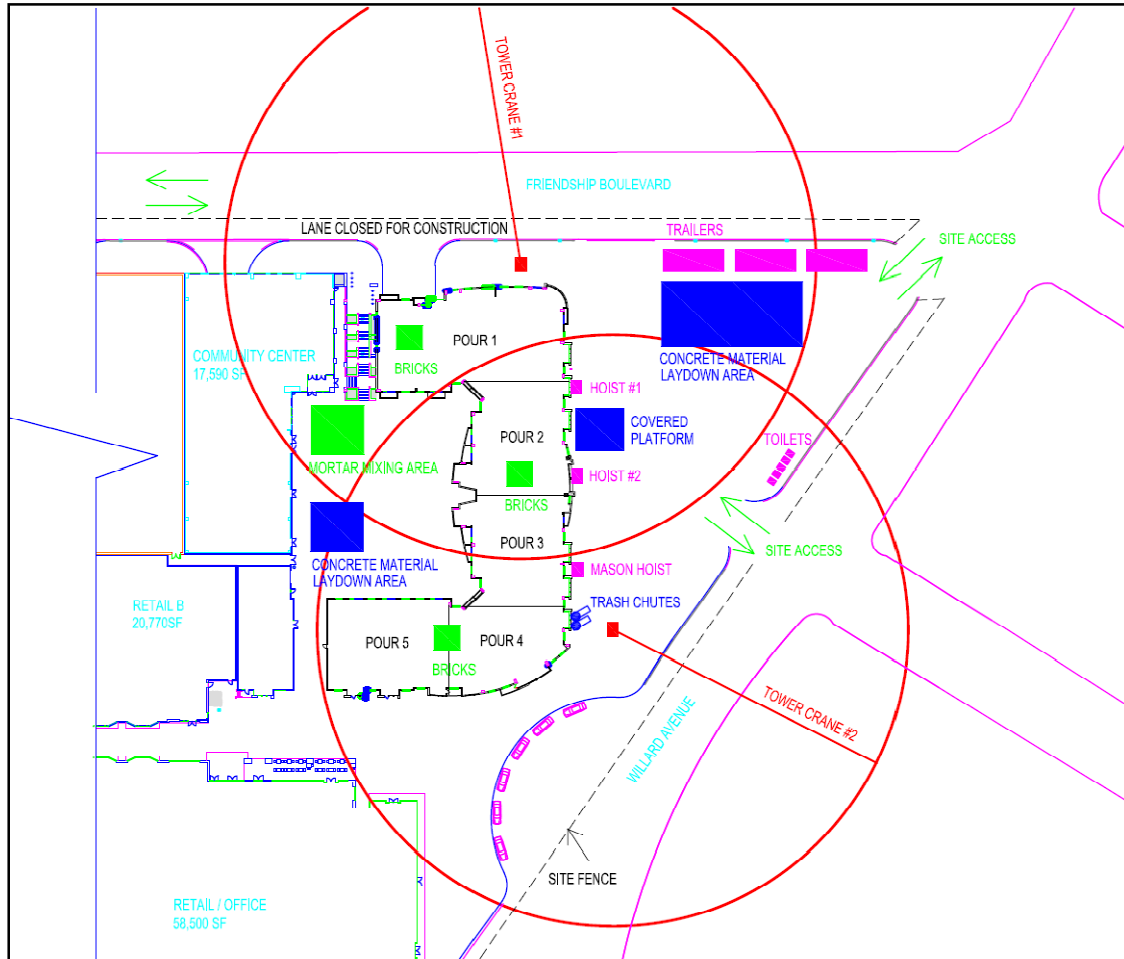 TOWER CRANE #1
FRIENDSHIP BOULEVARD
LANE CLOSED FOR CONSTRUCTION
TRAILERS
SITE ACCESS
COMMUNITY CENTER
17,590 SF
POUR 1
BRICKS
CONCRETE MATERIAL
LAYDOWN AREA
HOIST #1
COVERED
PLATFORM
POUR 2
TOILETS
MORTAR MIXING AREA
HOIST #2
BRICKS
POUR 3
SITE ACCESS
CONCRETE MATERIAL
LAYDOWN AREA
MASON HOIST
RETAIL B
20,770SF
TRASH CHUTES
POUR 5
POUR 4
BRICKS
TOWER CRANE #2
WILLARD AVENUE
SITE FENCE
RETAIL / OFFICE
58,500 SF